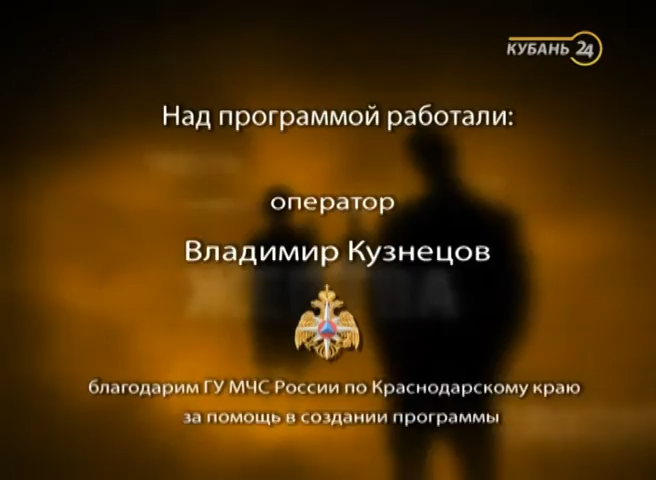 КУБАНЬ 24
Над программой работали:
оператор
Владимир Кузнецов
благодарим ГУ МЧС России по Краснодарскому краю
за помощь в создании программы